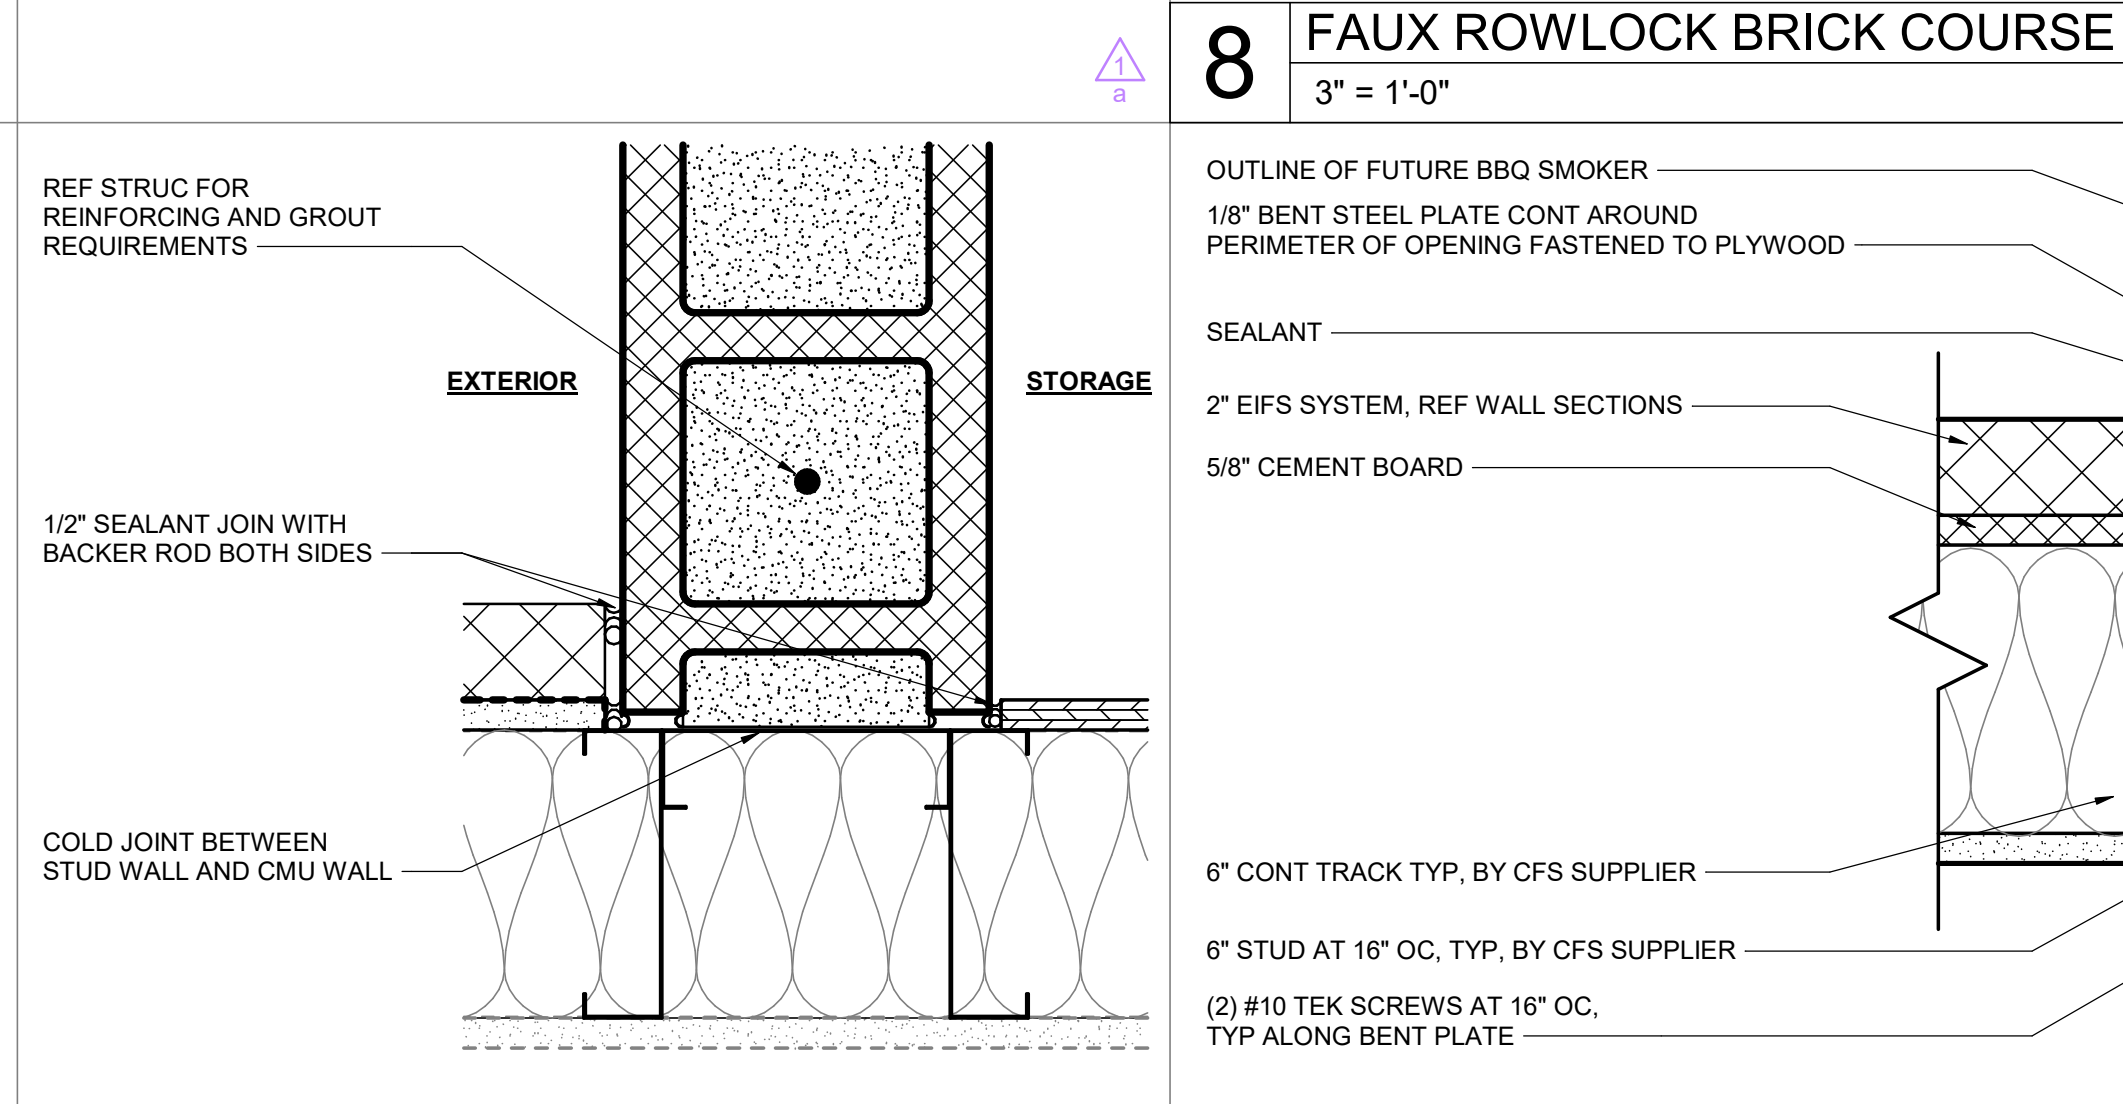 1
a
8
FAUX ROWLOCK BRICK COURSE
3" = 1'-0"
REF STRUC FOR
REINFORCING AND GROUT
REQUIREMENTS
EXTERIOR
STORAGE
1/2" SEALANT JOIN WITH
BACKER ROD BOTH SIDES
COLD JOINT BETWEEN
STUD WALL AND CMU WALL
OUTLINE OF FUTURE BBQ SMOKER
1/8" BENT STEEL PLATE CONT AROUND
PERIMETER OF OPENING FASTENED TO PLYWOOD
SEALANT
2" EIFS SYSTEM, REF WALL SECTIONS
5/8" CEMENT BOARD
6" CONT TRACK TYP, BY CFS SUPPLIER
6" STUD AT 16" OC, TYP, BY CFS SUPPLIER
(2) #10 TEK SCREWS AT 16" OC,
TYP ALONG BENT PLATE